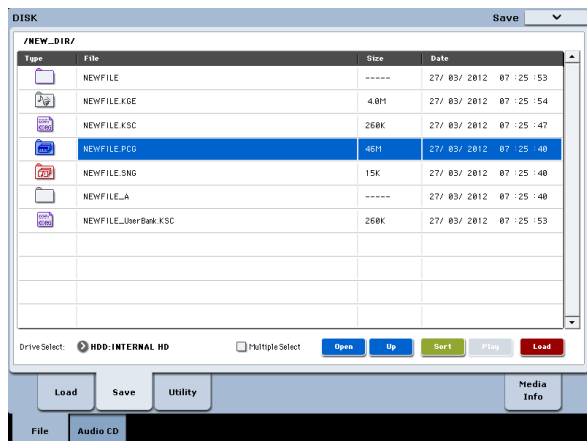 DISK Save
/NEW_DIR/
Type File Size Date
NEWFILE ----- 27/ 03/ 2012 07 :25 :53
NEWFILE.KGE 4.0M 27/ 03/ 2012 07 :25 :54
NEWFILE.KSC 260K 27/ 03/ 2012 07 :25 :47
NEWFILE.PCG 46M 27/ 03/ 2012 07 :25 :40
NEWFILE.SNG 15K 27/ 03/ 2012 07 :25 :40
NEWFILE_A ----- 27/ 03/ 2012 07 :25 :40
NEWFILE_UserBank.KSC 260K 27/ 03/ 2012 07 :25 :53
Drive Select: HDD:INTERNAL HD Multiple Select Open Up Sort Play Load
Load Save Utility Media Info
File Audio CD